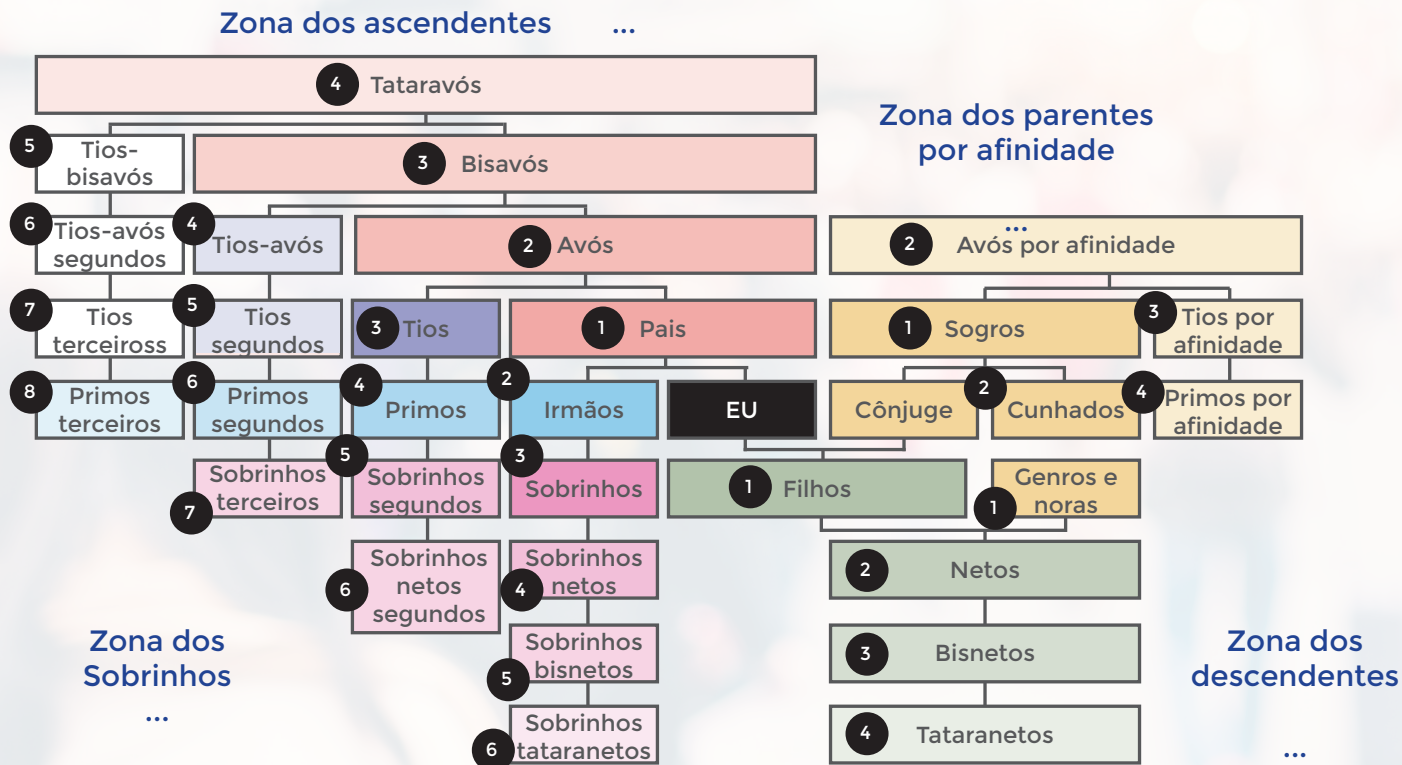 Zona dos ascendentes ...
4 Tataravós
Zona dos parentes
por afinidade
5 Tios-
bisavós
3 Bisavós
6 Tios-avós
segundos
4 Tios-avós
2 Avós
...
2 Avós por afinidade
7 Tios
terceiross
5 Tios
segundos
3 Tios
1 Pais
1 Sogros
3 Tios por
afinidade
8 Primos
terceiros
6 Primos
segundos
4 Primos
2 Irmãos
EU
Cônjuge
2 Cunhados
4 Primos por
afinidade
7 Sobrinhos
terceiros
5 Sobrinhos
segundos
3 Sobrinhos
1 Filhos
1 Genros e
noras
6 Sobrinhos
netos
segundos
4 Sobrinhos
netos
2 Netos
Zona dos
Sobrinhos
...
5 Sobrinhos
bisnetos
3 Bisnetos
Zona dos
descendentes
...
6 Sobrinhos
tataranetos
4 Tataranetos